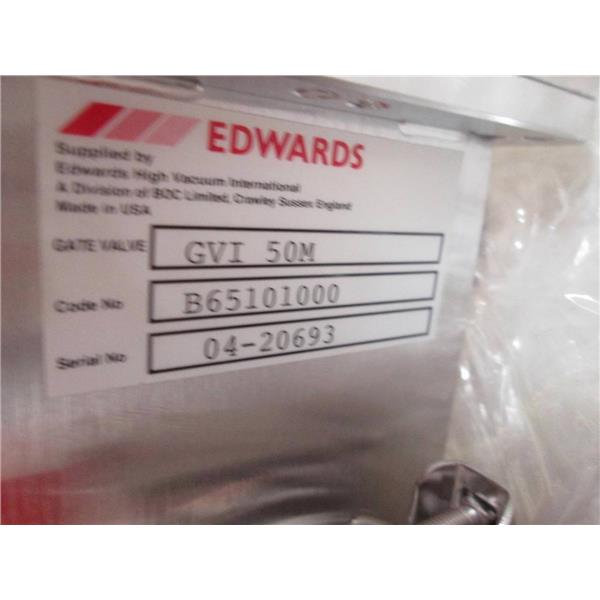 EDWARDS
Supplied by
Edwards High Vacuum International
A Division of BOC Limited, Crawley Sussex England
Made in USA
GATE VALVE GVI 50M
Code No B65101000
Serial No 04-20693